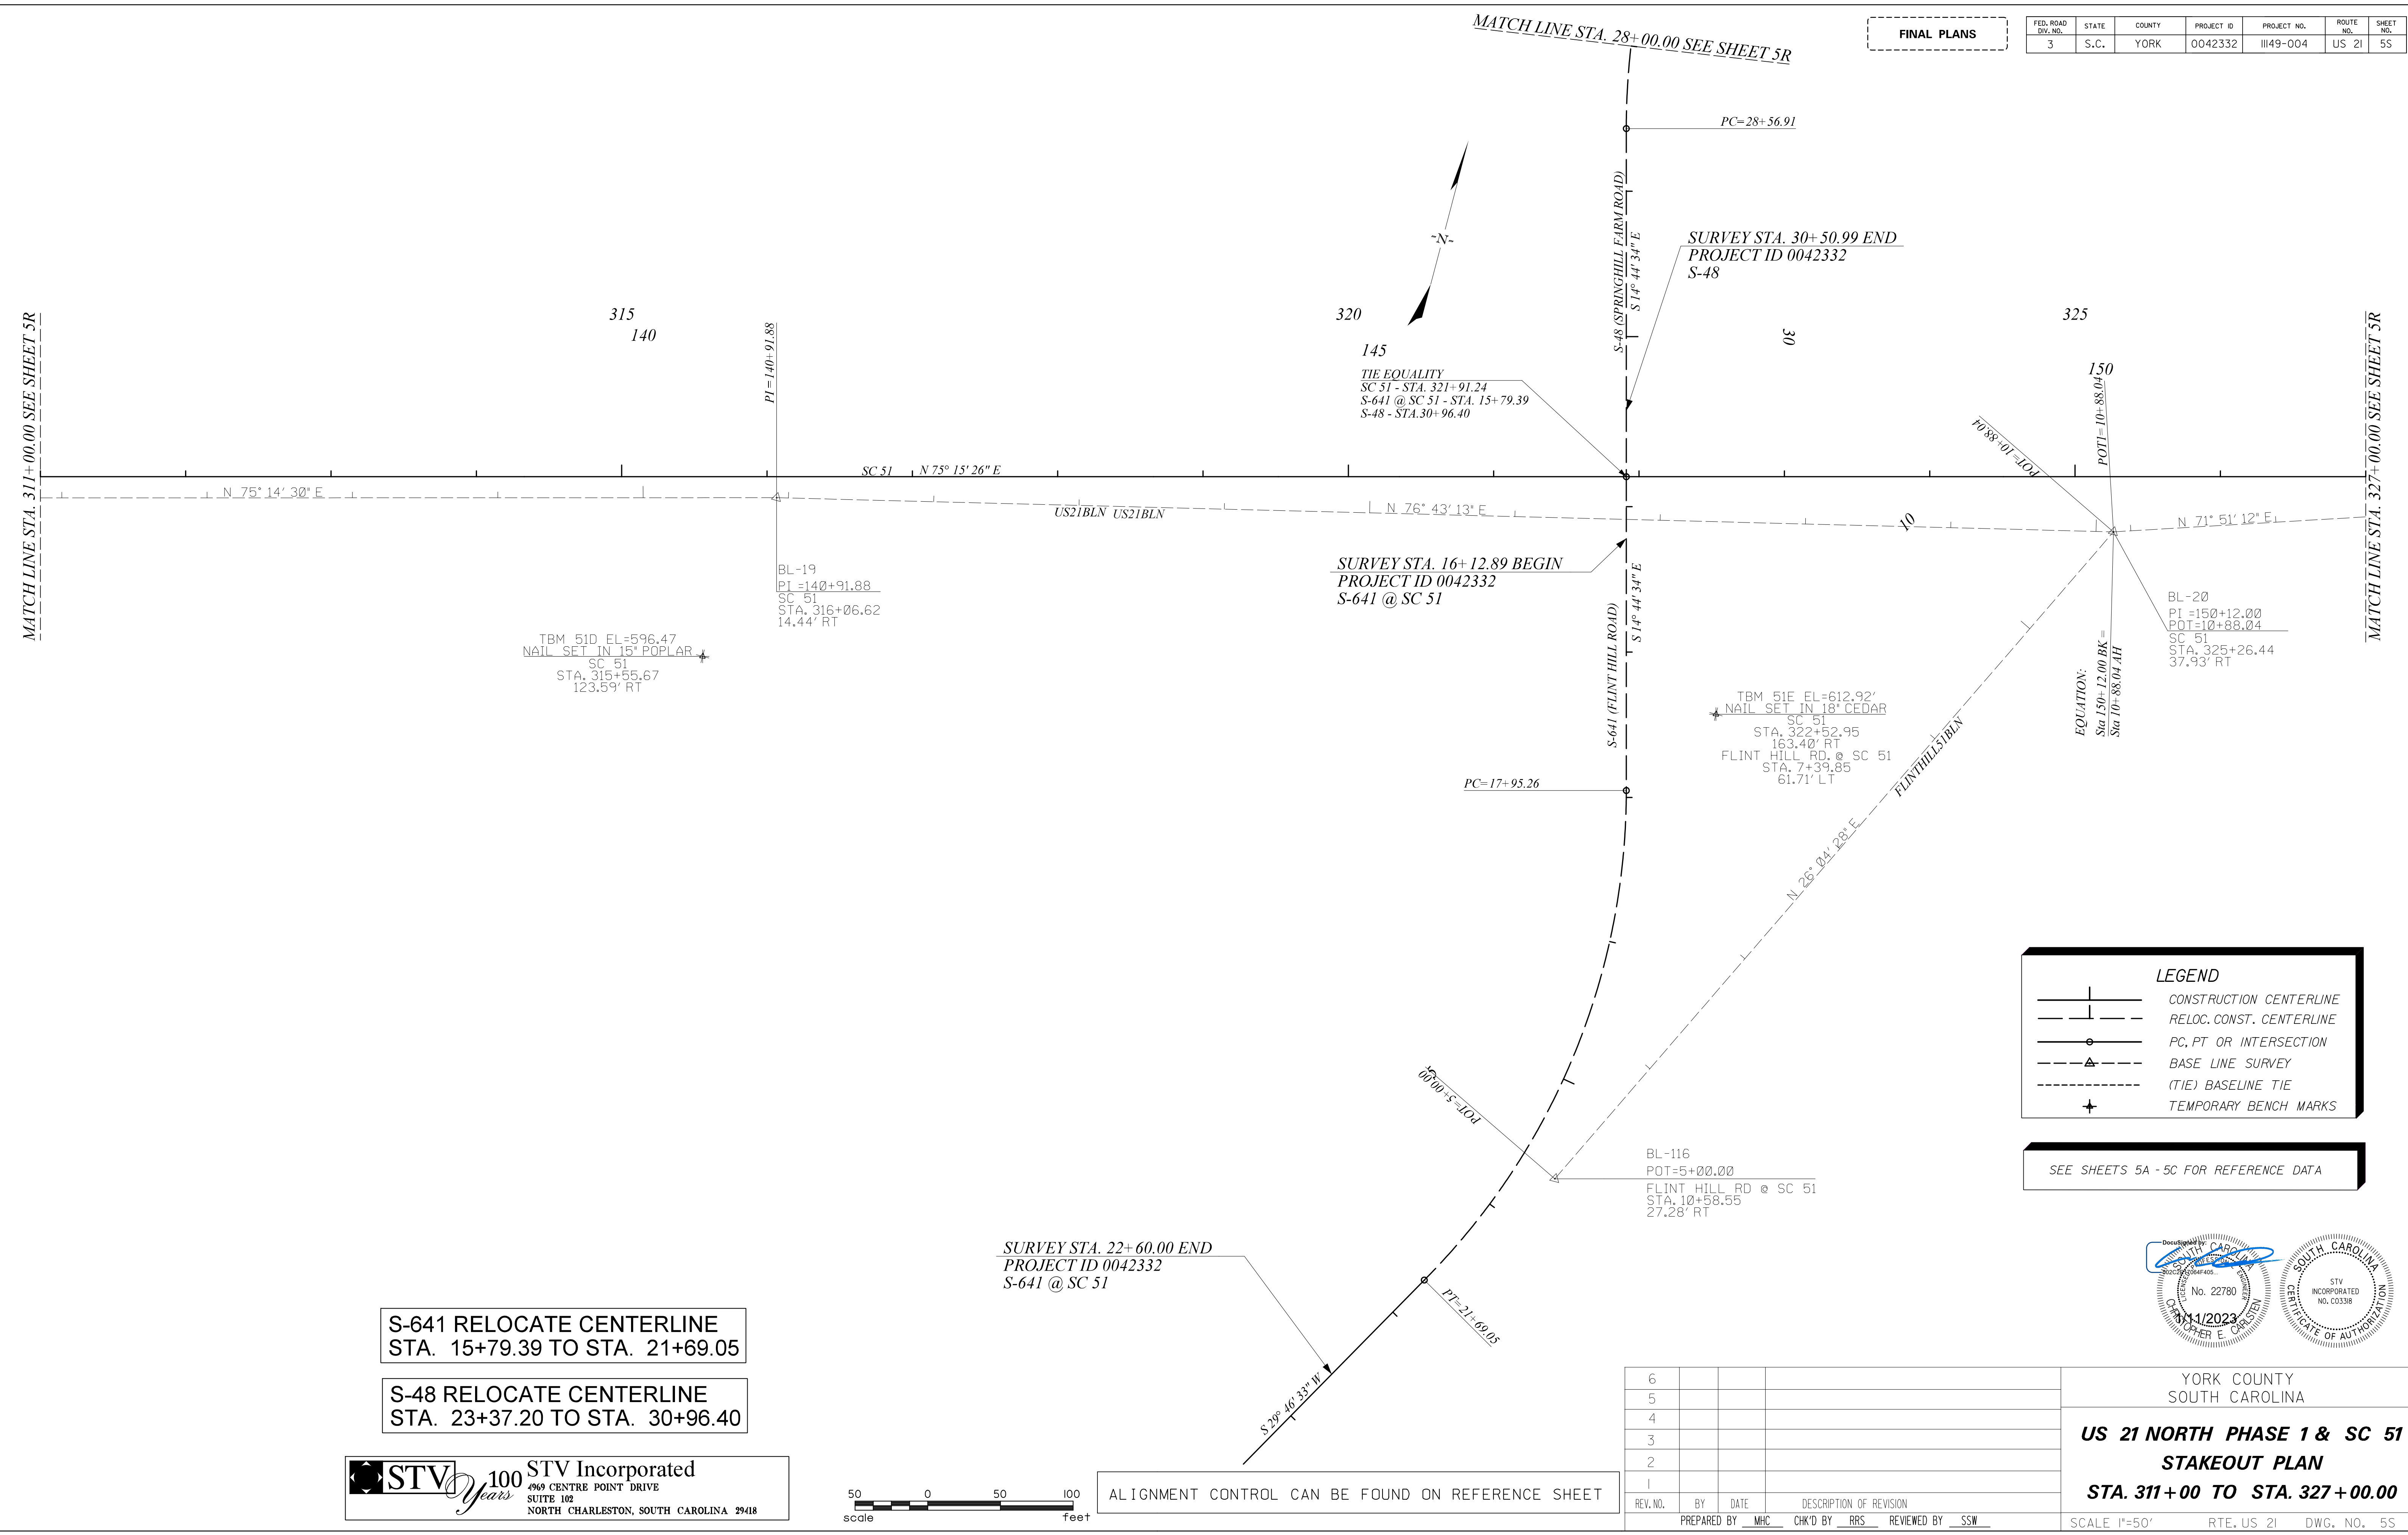 MATCH LINE STA. 28+00.00 SEE SHEET 5R
FINAL PLANS
FED. ROAD DIV. NO.
STATE
COUNTY
PROJECT ID
PROJECT NO.
ROUTE NO.
SHEET NO.
3
S.C.
YORK
0042332
III49-004
US 21
5S
PC=28+56.91
~N~
S-48 (SPRINGHILL FARM ROAD)
S 14° 44' 34" E
SURVEY STA. 30+50.99 END
PROJECT ID 0042332
S-48
MATCH LINE STA. 311+00.00 SEE SHEET 5R
315
140
PI = 140+91.88
320
145
TIE EQUALITY
SC 51 - STA. 321+91.24
S-641 @ SC 51 - STA. 15+79.39
S-48 - STA.30+96.40
30
325
150
POT1= 10+88.04
POT= 10+88.04
MATCH LINE STA. 327+00.00 SEE SHEET 5R
SC 51
N 75° 15' 26" E
N 75° 14' 30" E
US21BLN US21BLN
N 76° 43' 13" E
10
N 71° 51' 12" E
SURVEY STA. 16+12.89 BEGIN
PROJECT ID 0042332
S-641 @ SC 51
S 14° 44' 34" E
S-641 (FLINT HILL ROAD)
BL-19
PI =140+91.88
SC 51
STA. 316+06.62
14.44' RT
TBM 51D EL=596.47
NAIL SET IN 15" POPLAR
SC 51
STA. 315+55.67
123.59' RT
BL-20
PI =150+12.00
POT=10+88.04
SC 51
STA. 325+26.44
37.93' RT
EQUATION:
Sta 150+12.00 BK =
Sta 10+88.04 AH
TBM 51E EL=612.92'
NAIL SET IN 18" CEDAR
SC 51
STA. 322+52.95
163.40' RT
FLINT HILL RD. @ SC 51
STA. 7+39.85
61.71' LT
FLINTHILL51BLN
PC=17+95.26
N 26° 04' 28" E
LEGEND
CONSTRUCTION CENTERLINE
RELOC. CONST. CENTERLINE
PC, PT OR INTERSECTION
BASE LINE SURVEY
(TIE) BASELINE TIE
TEMPORARY BENCH MARKS
SEE SHEETS 5A - 5C FOR REFERENCE DATA
5
POT= 5+00.00
BL-116
POT=5+00.00
FLINT HILL RD @ SC 51
STA. 10+58.55
27.28' RT
SURVEY STA. 22+60.00 END
PROJECT ID 0042332
S-641 @ SC 51
PT= 21+69.05
S 29° 46' 33" W
DocuSigned by:
SOUTH CAROLINA
LICENSED PROFESSIONAL ENGINEER
No. 22780
1/11/2023
CHRISTOPHER E. CARLSTEN
SOUTH CAROLINA
STV
INCORPORATED
NO. C03318
CERTIFICATE OF AUTHORIZATION
S-641 RELOCATE CENTERLINE
STA. 15+79.39 TO STA. 21+69.05
S-48 RELOCATE CENTERLINE
STA. 23+37.20 TO STA. 30+96.40
STV 100 Years
STV Incorporated
4969 CENTRE POINT DRIVE
SUITE 102
NORTH CHARLESTON, SOUTH CAROLINA 29418
50 0 50 100
scale feet
ALIGNMENT CONTROL CAN BE FOUND ON REFERENCE SHEET
6
5
4
3
2
1
REV. NO. BY DATE DESCRIPTION OF REVISION
PREPARED BY MHC CHK'D BY RRS REVIEWED BY SSW
YORK COUNTY
SOUTH CAROLINA
US 21 NORTH PHASE 1 & SC 51
STAKEOUT PLAN
STA. 311+00 TO STA. 327+00.00
SCALE 1"=50' RTE. US 21 DWG. NO. 5S